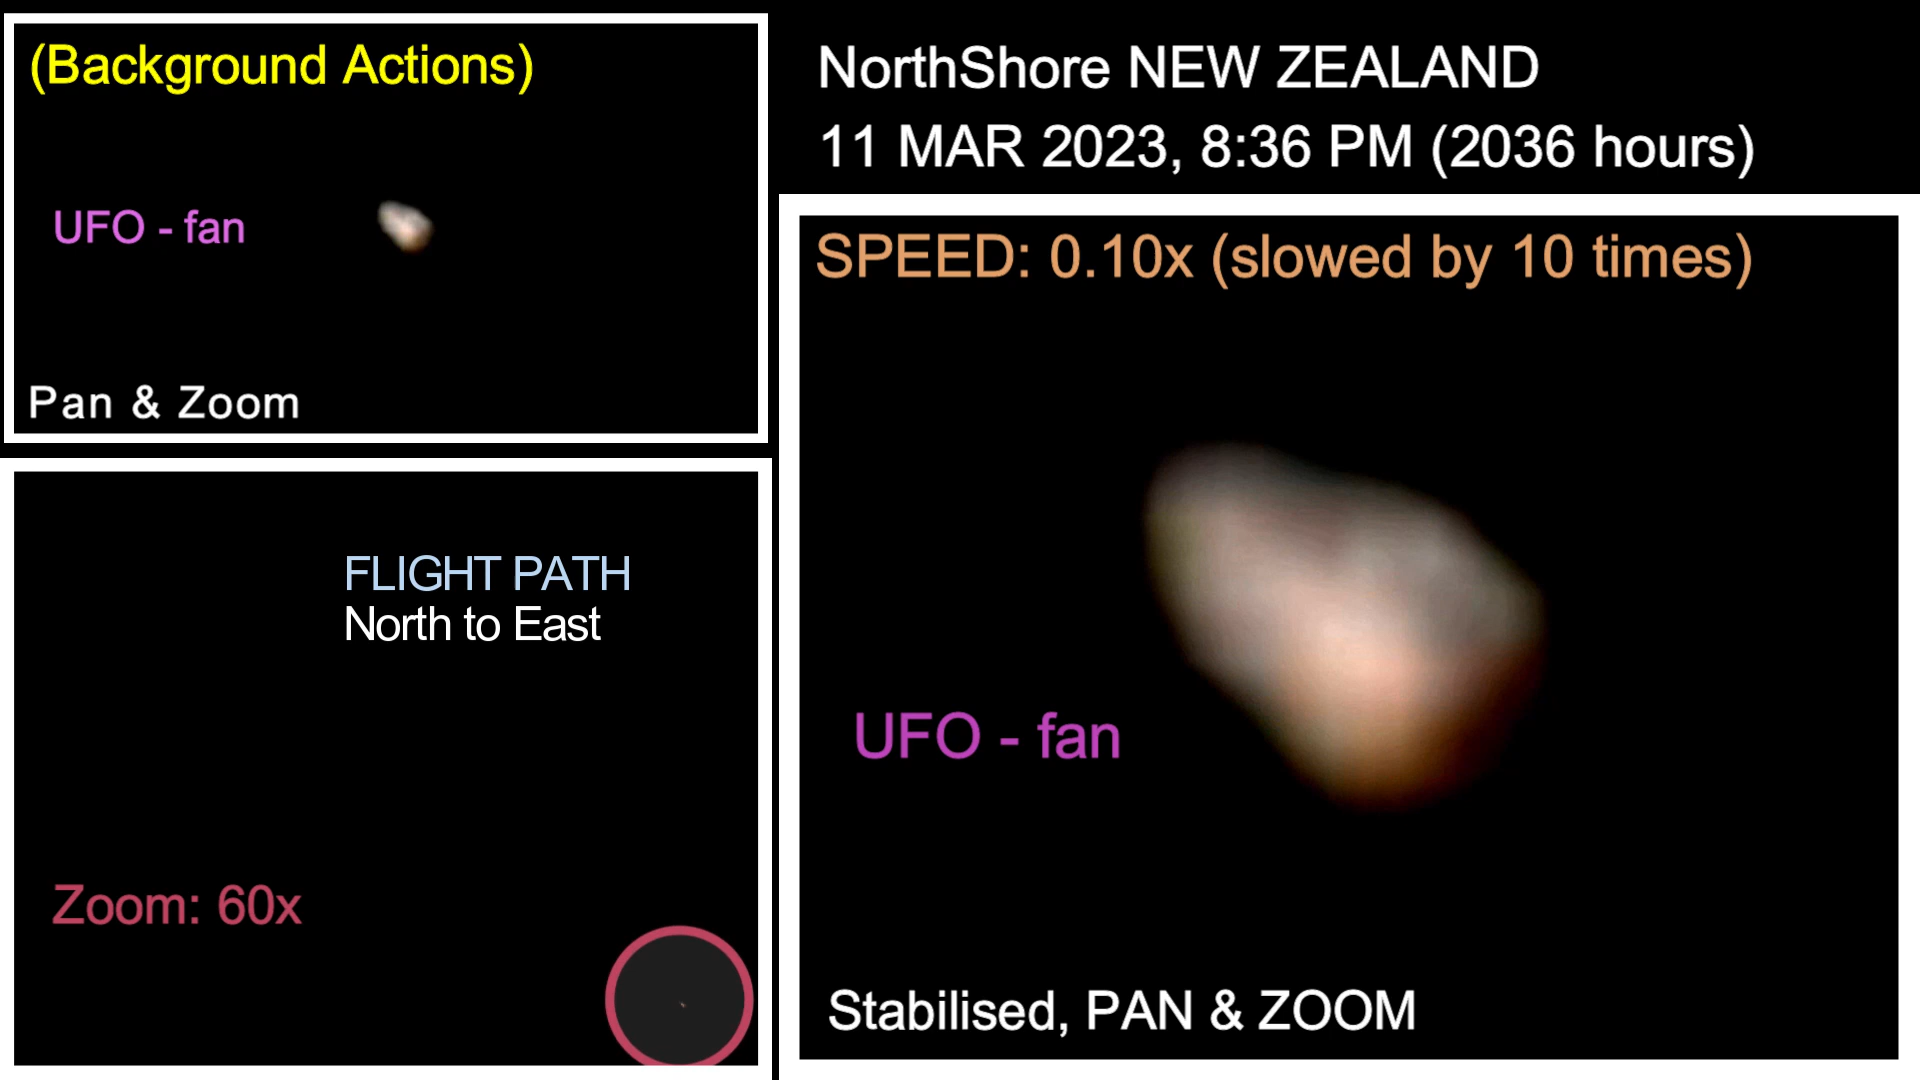 (Background Actions)
UFO - fan
Pan & Zoom
NorthShore NEW ZEALAND
11 MAR 2023, 8:36 PM (2036 hours)
SPEED: 0.10x (slowed by 10 times)
UFO - fan
Stabilised, PAN & ZOOM
FLIGHT PATH
North to East
Zoom: 60x